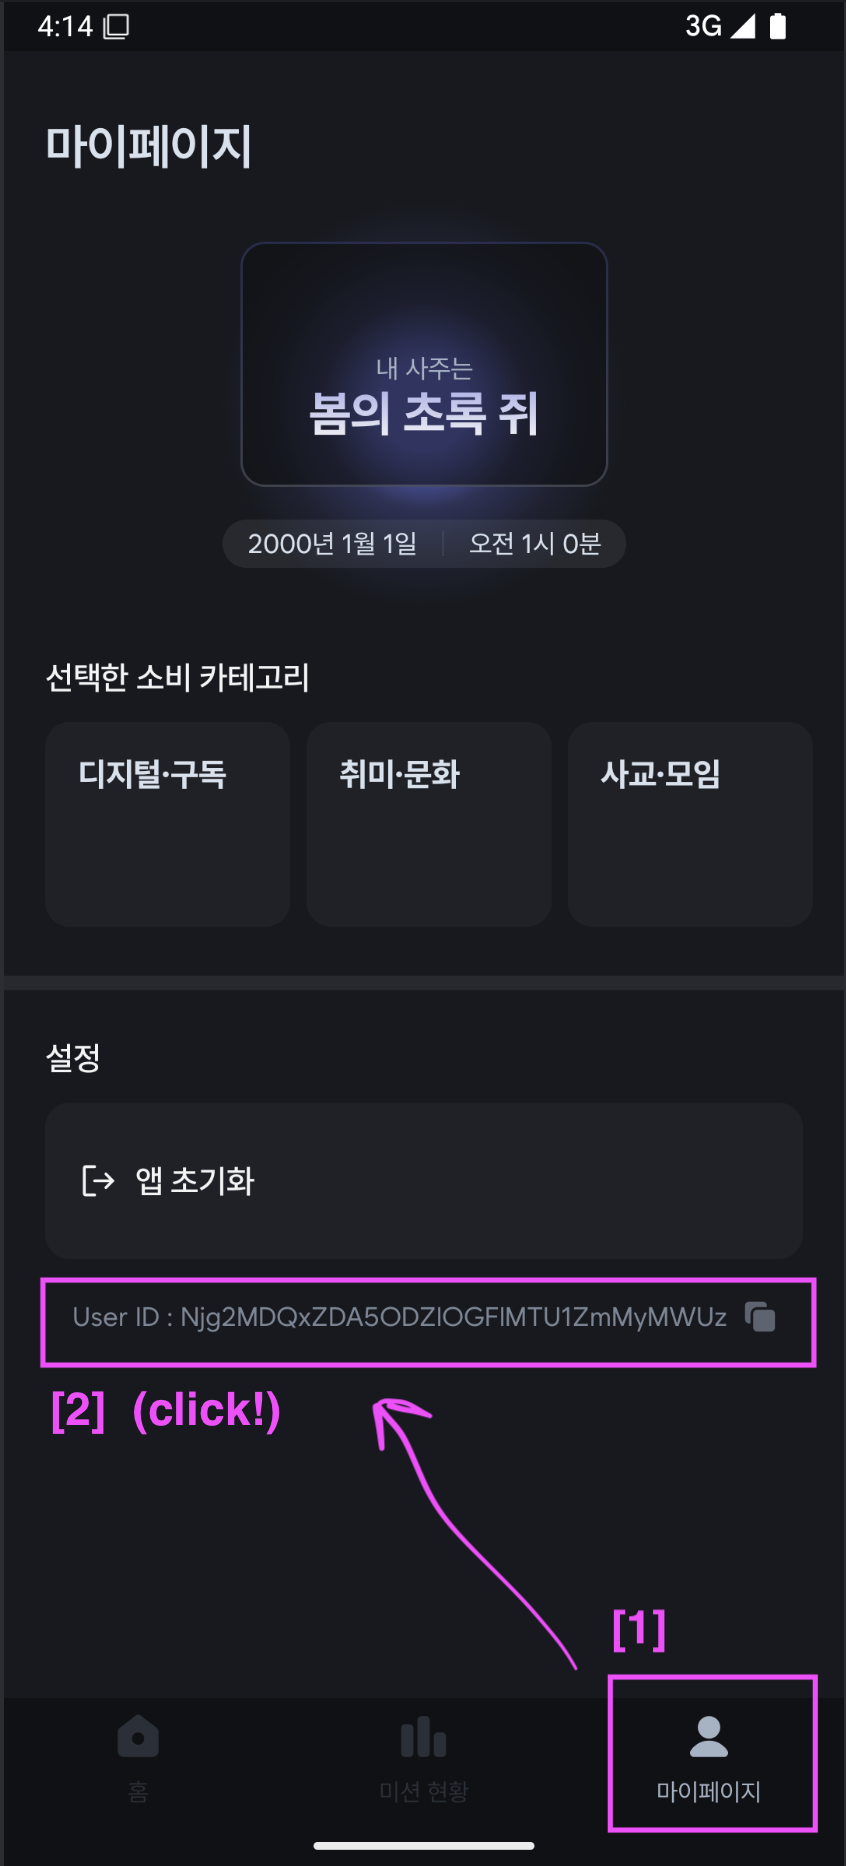 4:14 3G
마이페이지
내 사주는
봄의 초록 쥐
2000년 1월 1일 오전 1시 0분
선택한 소비 카테고리
디지털·구독 취미·문화 사교·모임
설정
앱 초기화
User ID : Njg2MDQxZDA5ODZlOGFlMTU1ZmMyMWUz
[2] (click!)
[1]
홈 미션 현황 마이페이지